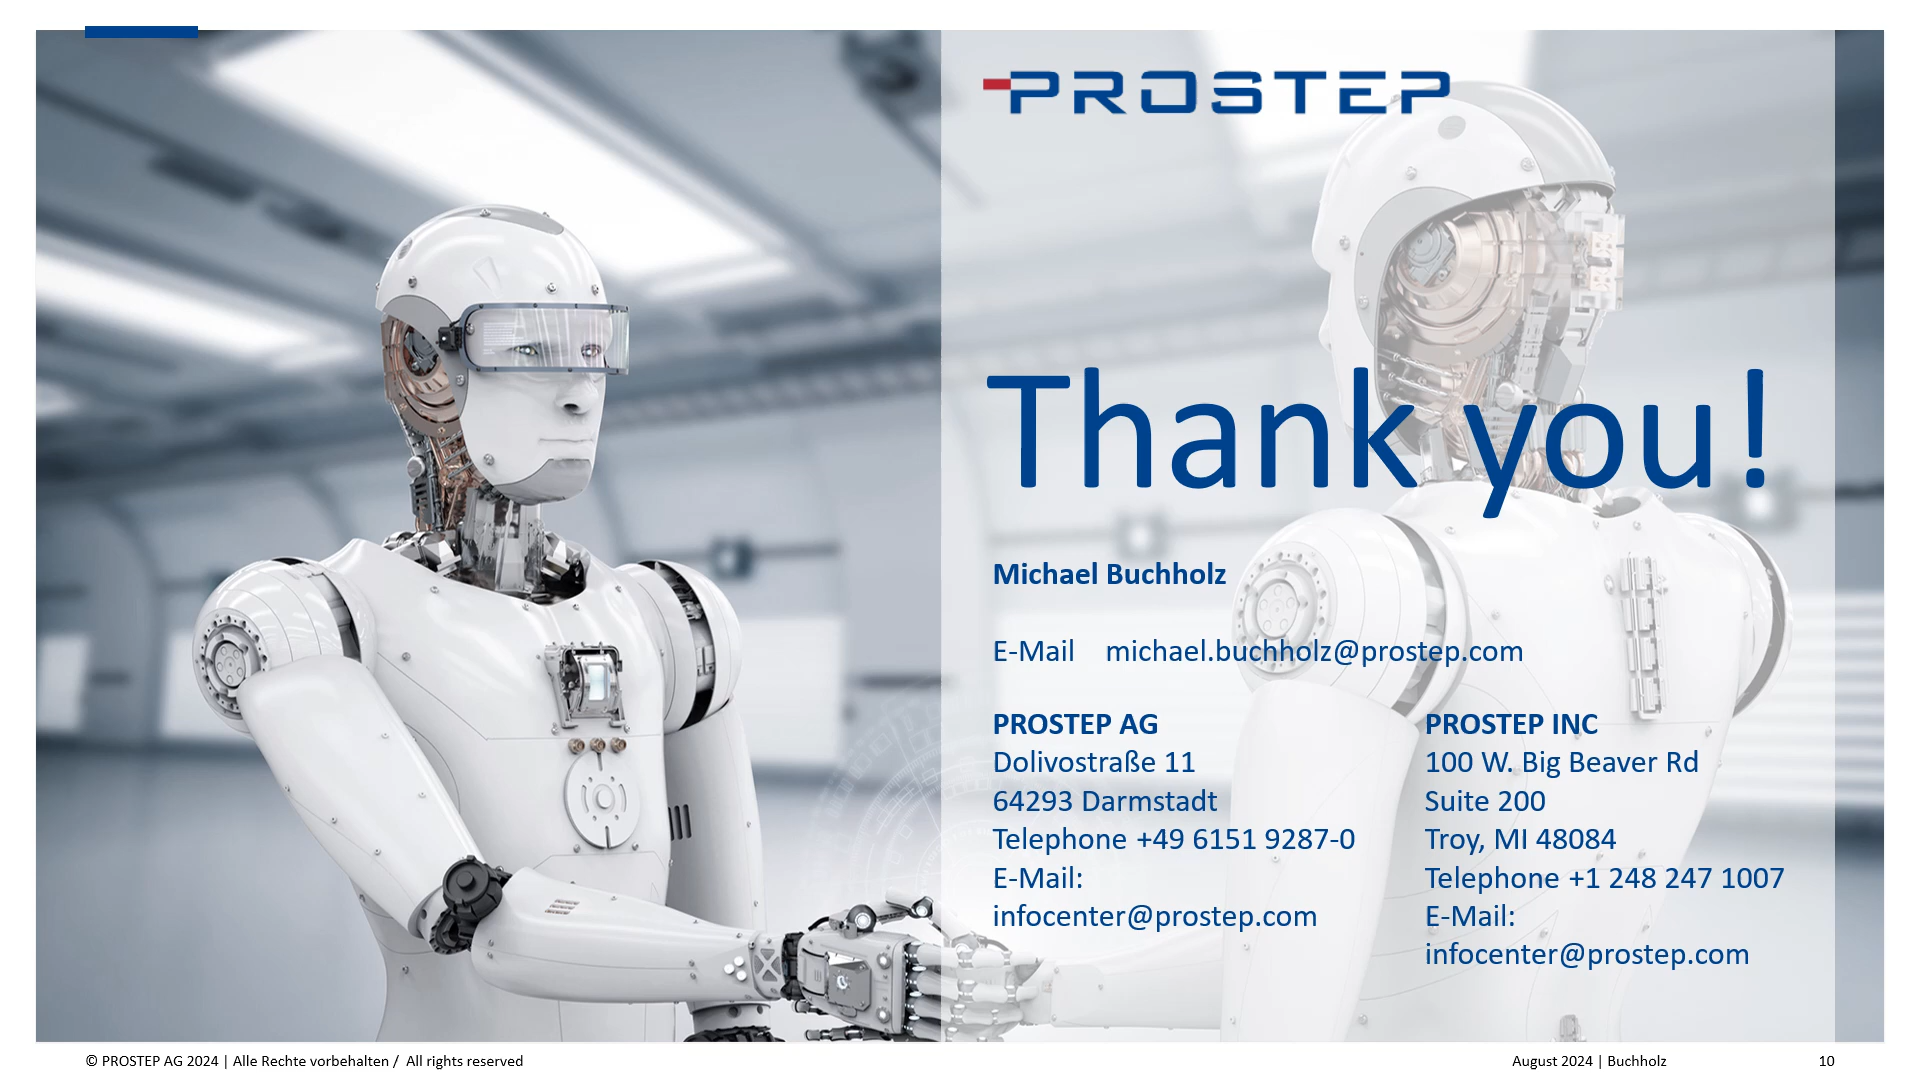 PROSTEP
Thank you!
Michael Buchholz
E-Mail michael.buchholz@prostep.com
PROSTEP AG
Dolivostraße 11
64293 Darmstadt
Telephone +49 6151 9287-0
E-Mail:
infocenter@prostep.com
PROSTEP INC
100 W. Big Beaver Rd
Suite 200
Troy, MI 48084
Telephone +1 248 247 1007
E-Mail:
infocenter@prostep.com
© PROSTEP AG 2024 | Alle Rechte vorbehalten / All rights reserved
August 2024 | Buchholz
10